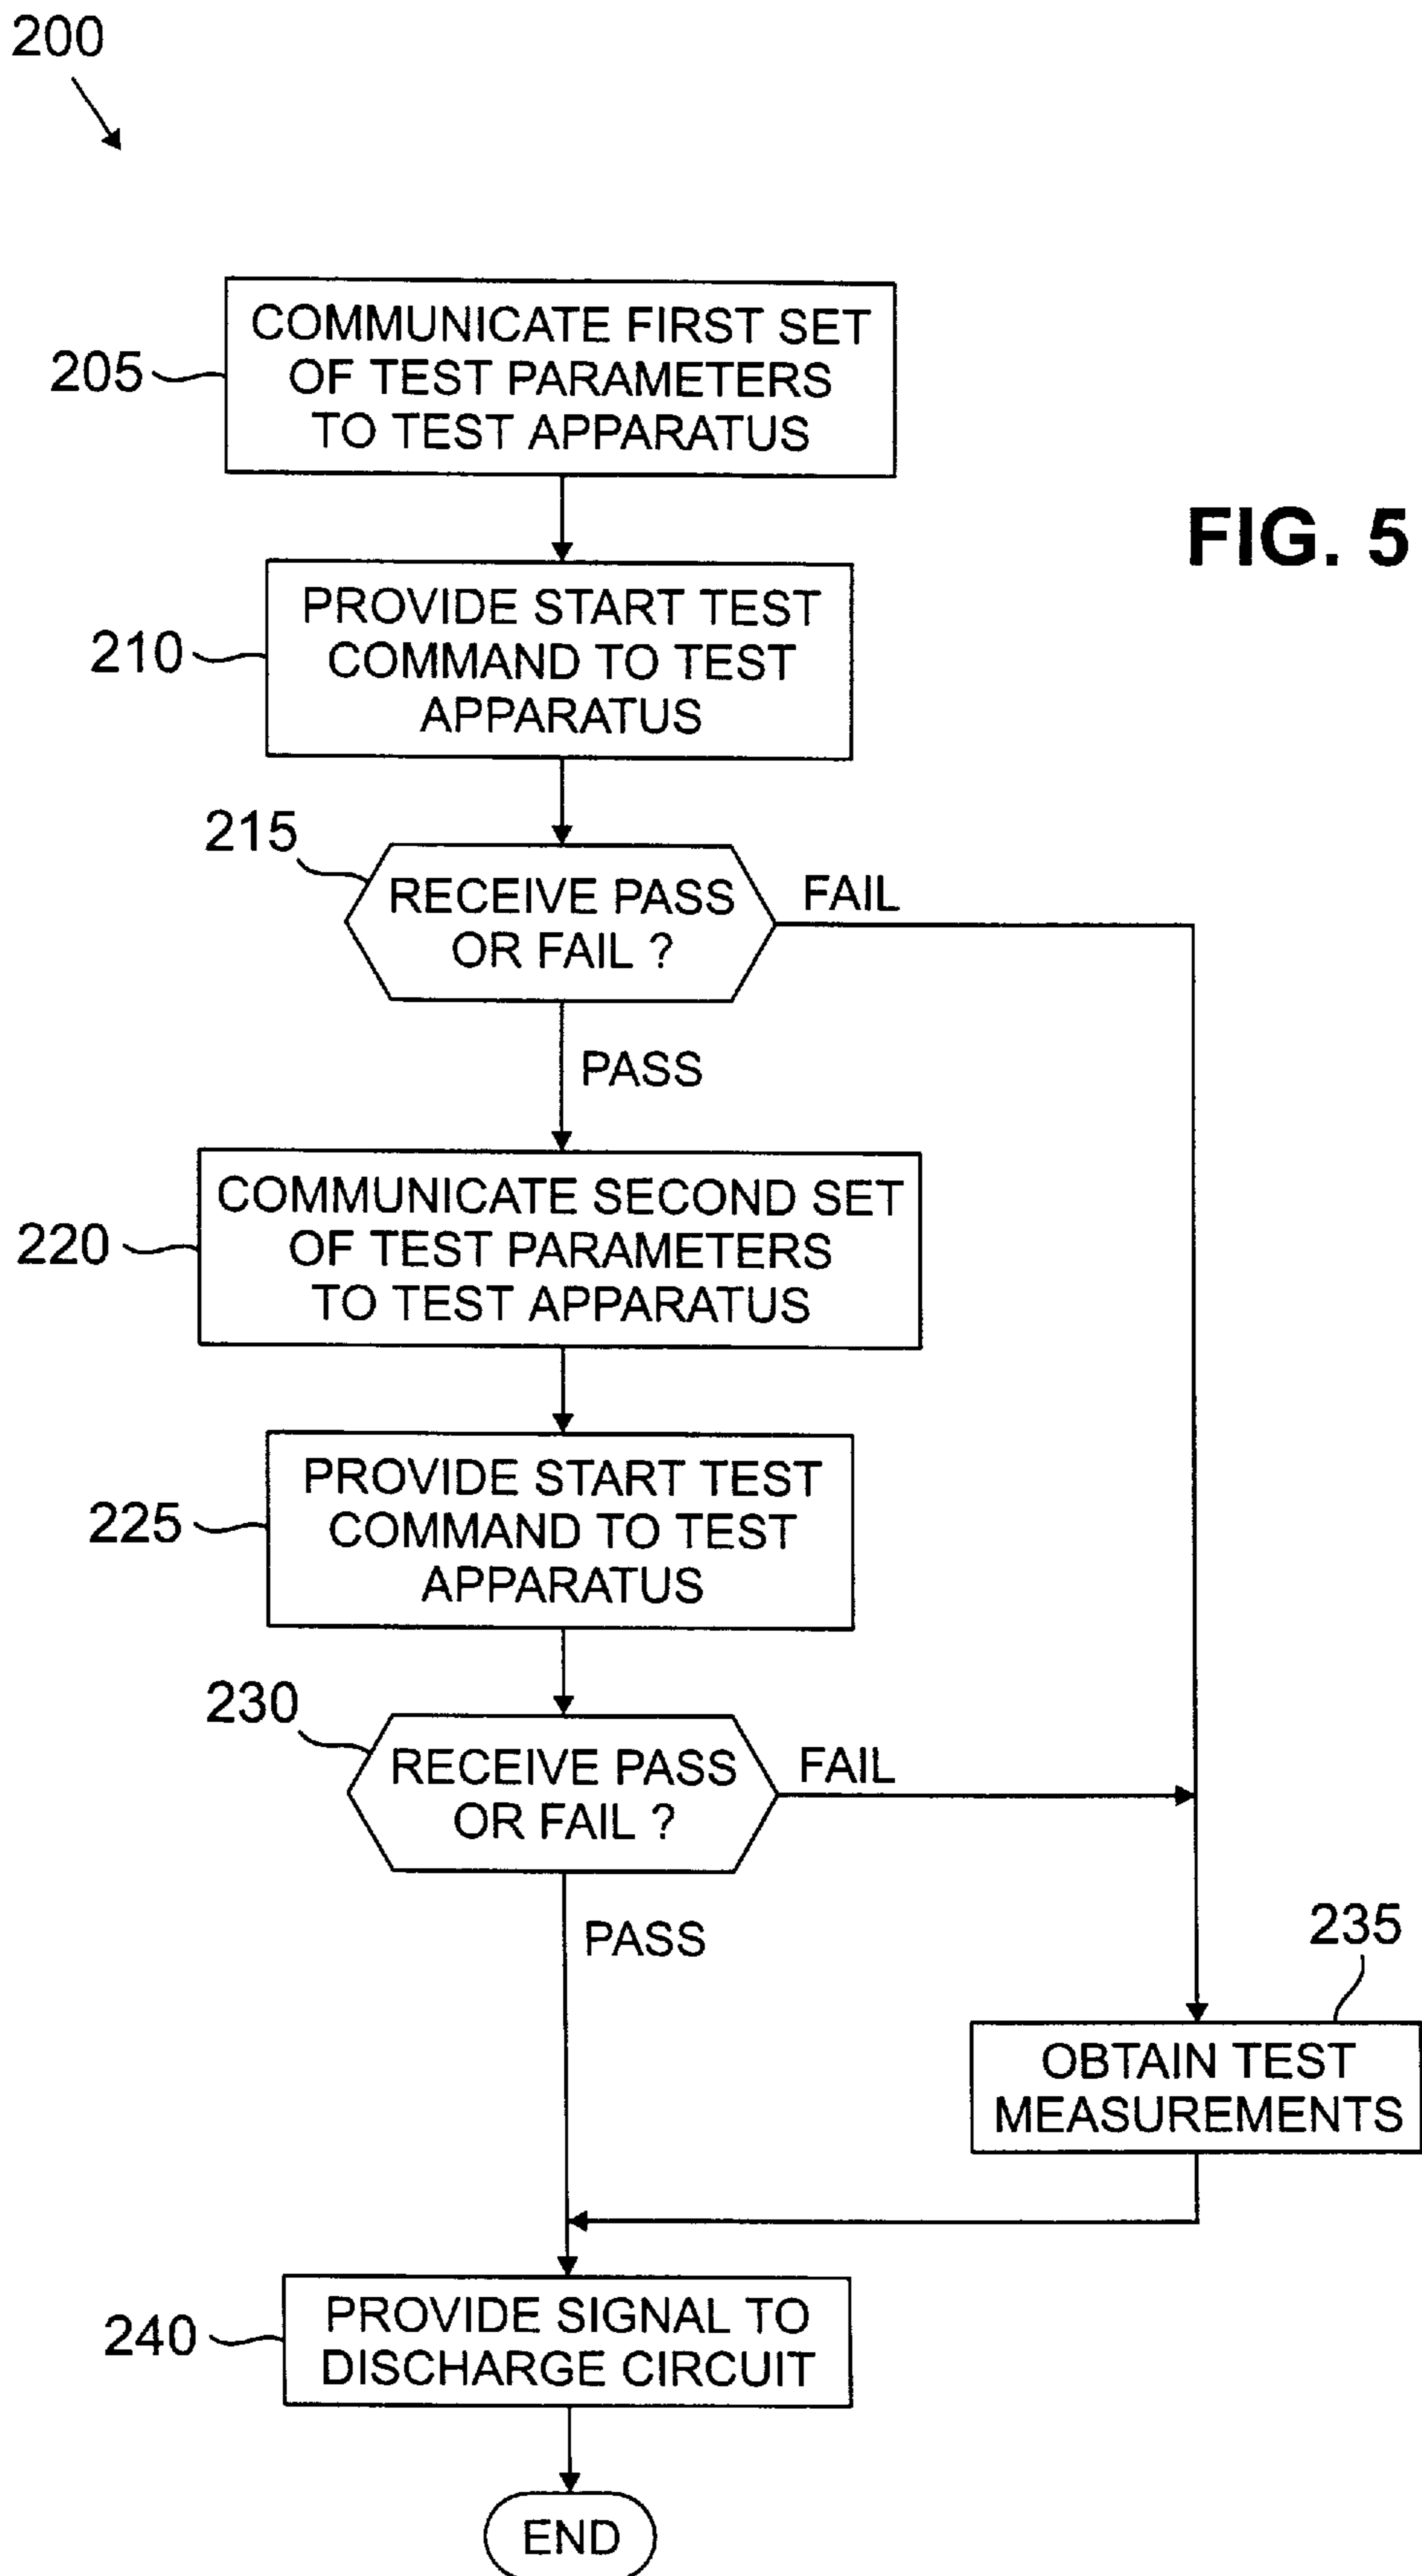 200
COMMUNICATE FIRST SET
OF TEST PARAMETERS
TO TEST APPARATUS
205
FIG. 5
PROVIDE START TEST
COMMAND TO TEST
APPARATUS
210
215
RECEIVE PASS
OR FAIL ?
FAIL
PASS
COMMUNICATE SECOND SET
OF TEST PARAMETERS
TO TEST APPARATUS
220
PROVIDE START TEST
COMMAND TO TEST
APPARATUS
225
230
RECEIVE PASS
OR FAIL ?
FAIL
PASS
235
OBTAIN TEST
MEASUREMENTS
PROVIDE SIGNAL TO
DISCHARGE CIRCUIT
240
END